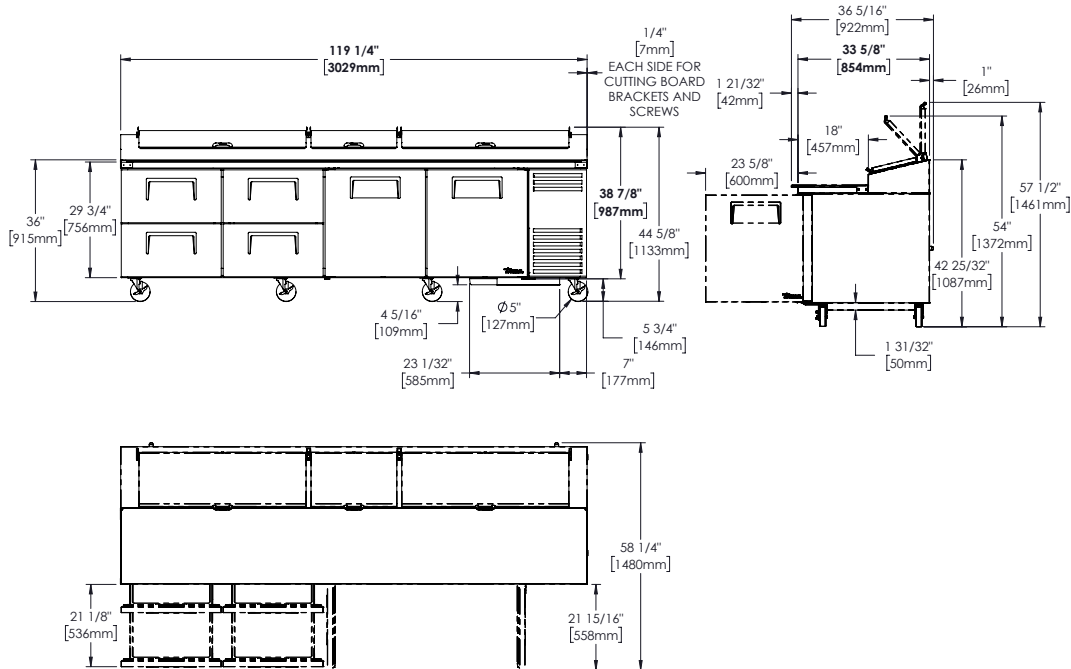 119 1/4"
[3029mm]
1/4"
[7mm]
EACH SIDE FOR
CUTTING BOARD
BRACKETS AND
SCREWS
36"
[915mm]
29 3/4"
[756mm]
38 7/8"
[987mm]
44 5/8"
[1133mm]
True
4 5/16"
[109mm]
Ø 5"
[127mm]
5 3/4"
[146mm]
23 1/32"
[585mm]
7"
[177mm]
36 5/16"
[922mm]
33 5/8"
[854mm]
1 21/32"
[42mm]
1"
[26mm]
18"
[457mm]
23 5/8"
[600mm]
57 1/2"
[1461mm]
54"
[1372mm]
42 25/32"
[1087mm]
1 31/32"
[50mm]
58 1/4"
[1480mm]
21 1/8"
[536mm]
21 15/16"
[558mm]